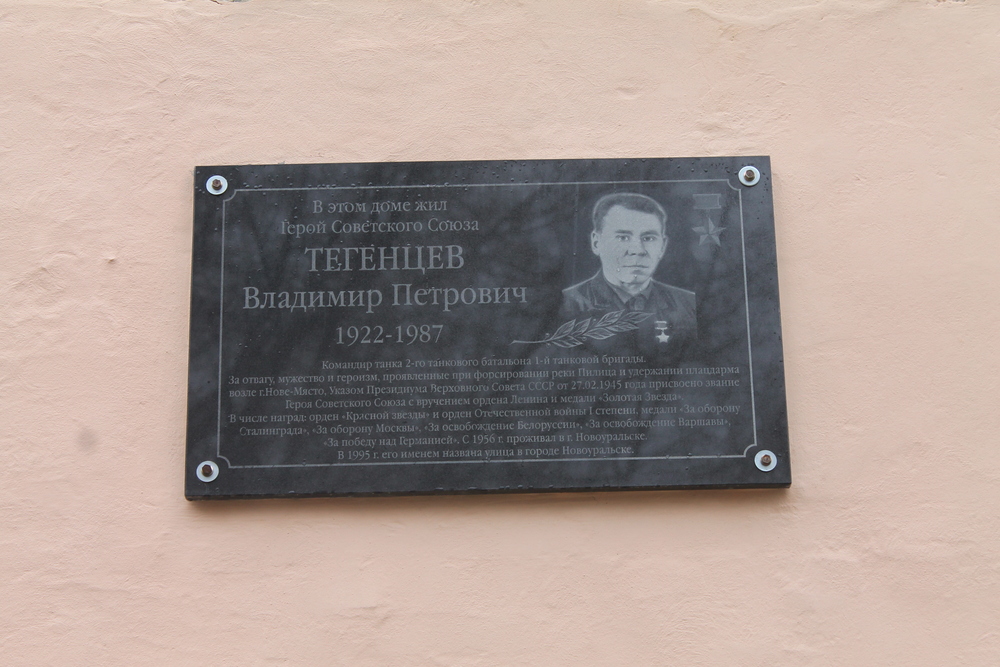 В этом доме жил
Герой Советского Союза
ТЕГЕНЦЕВ
Владимир Петрович
1922-1987
Командир танка 2-го танкового батальона 1-й танковой бригады.
За отвагу, мужество и героизм, проявленные при форсировании реки Пилица и удержании плацдарма
возле г.Нове-Място, Указом Президиума Верховного Совета СССР от 27.02.1945 года присвоено звание
Героя Советского Союза с вручением ордена Ленина и медали «Золотая Звезда».
В числе наград: орден «Красной звезды» и орден Отечественной войны I степени, медали «За оборону
Сталинграда», «За оборону Москвы», «За освобождение Белоруссии», «За освобождение Варшавы»,
«За победу над Германией». С 1956 г. проживал в г. Новоуральске.
В 1995 г. его именем названа улица в городе Новоуральске.